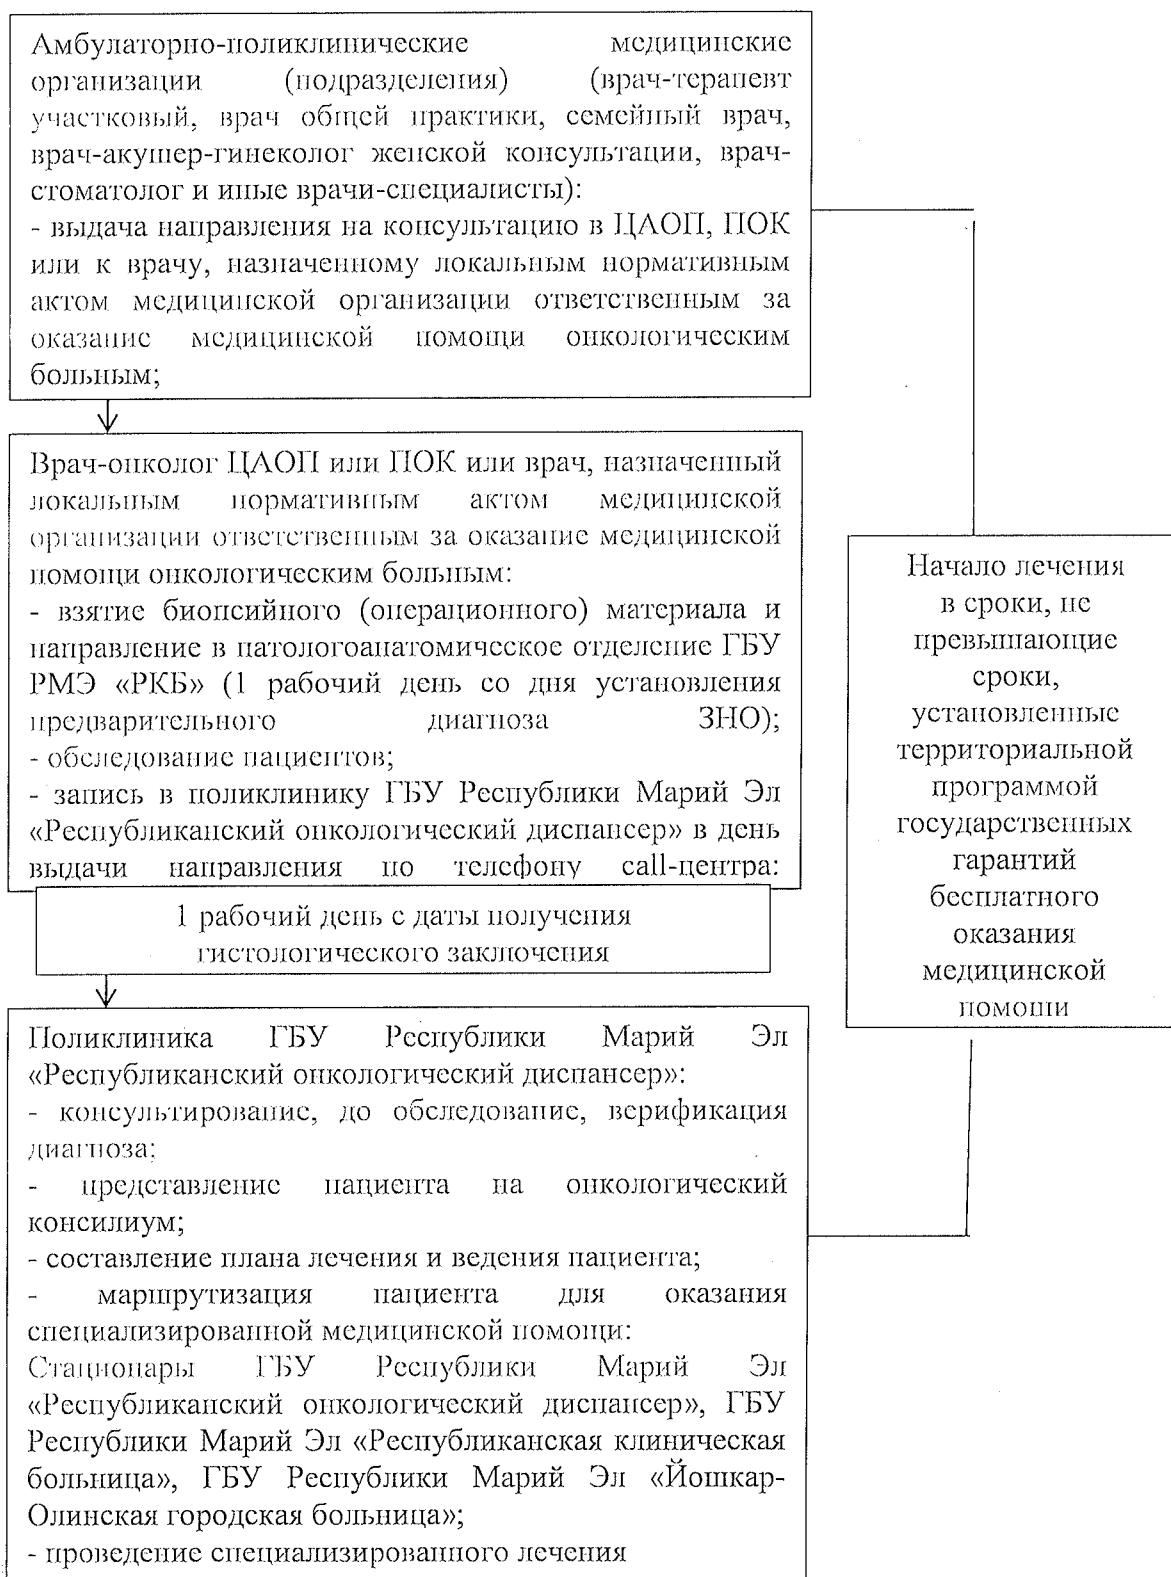 Амбулаторно-поликлинические медицинские
организации (подразделения) (врач-терапевт
участковый, врач общей практики, семейный врач,
врач-акушер-гинеколог женской консультации, врач-
стоматолог и иные врачи-специалисты):
- выдача направления на консультацию в ЦАОП, ПОК
или к врачу, назначенному локальным нормативным
актом медицинской организации ответственным за
оказание медицинской помощи онкологическим
больным;
Врач-онколог ЦАОП или ПОК или врач, назначенный
локальным нормативным актом медицинской
организации ответственным за оказание медицинской
помощи онкологическим больным:
- взятие биопсийного (операционного) материала и
направление в патологоанатомическое отделение ГБУ
РМЭ «РКБ» (1 рабочий день со дня установления
предварительного диагноза ЗНО);
- обследование пациентов;
- запись в поликлинику ГБУ Республики Марий Эл
«Республиканский онкологический диспансер» в день
выдачи направления по телефону call-центра:
1 рабочий день с даты получения
гистологического заключения
Поликлиника ГБУ Республики Марий Эл
«Республиканский онкологический диспансер»:
- консультирование, до обследование, верификация
диагноза;
- представление пациента на онкологический
консилиум;
- составление плана лечения и ведения пациента;
- маршрутизация пациента для оказания
специализированной медицинской помощи:
Стационары ГБУ Республики Марий Эл
«Республиканский онкологический диспансер», ГБУ
Республики Марий Эл «Республиканская клиническая
больница», ГБУ Республики Марий Эл «Йошкар-
Олинская городская больница»;
- проведение специализированного лечения
Начало лечения
в сроки, не
превышающие
сроки,
установленные
территориальной
программой
государственных
гарантий
бесплатного
оказания
медицинской
помощи